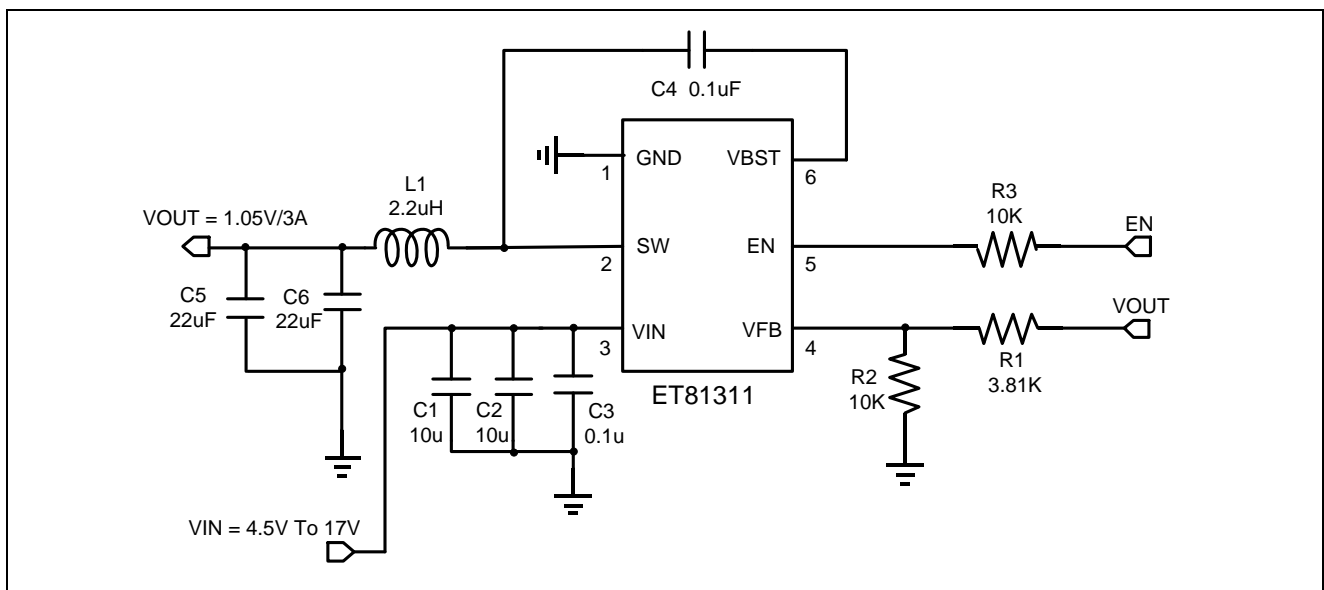 C4 0.1uF
GND
VBST
1
6
L1
2.2uH
R3
10K
VOUT = 1.05V/3A
EN
SW
EN
2
5
C5
22uF
C6
22uF
VOUT
VIN
VFB
3
4
R1
3.81K
R2
10K
ET81311
C1
10u
C2
10u
C3
0.1u
VIN = 4.5V To 17V